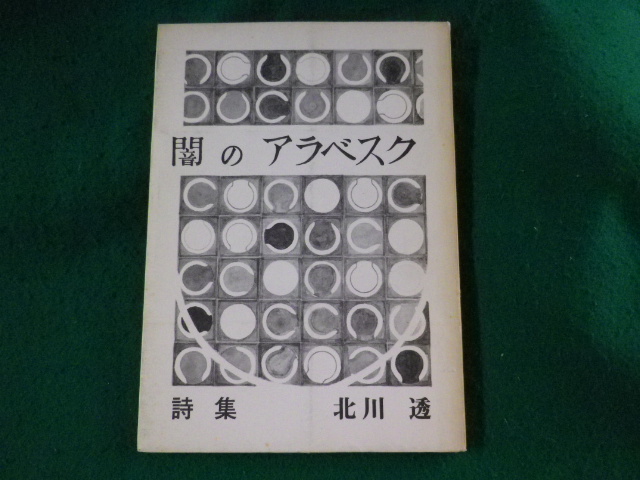 闇の アラベスク
詩集 北川 透